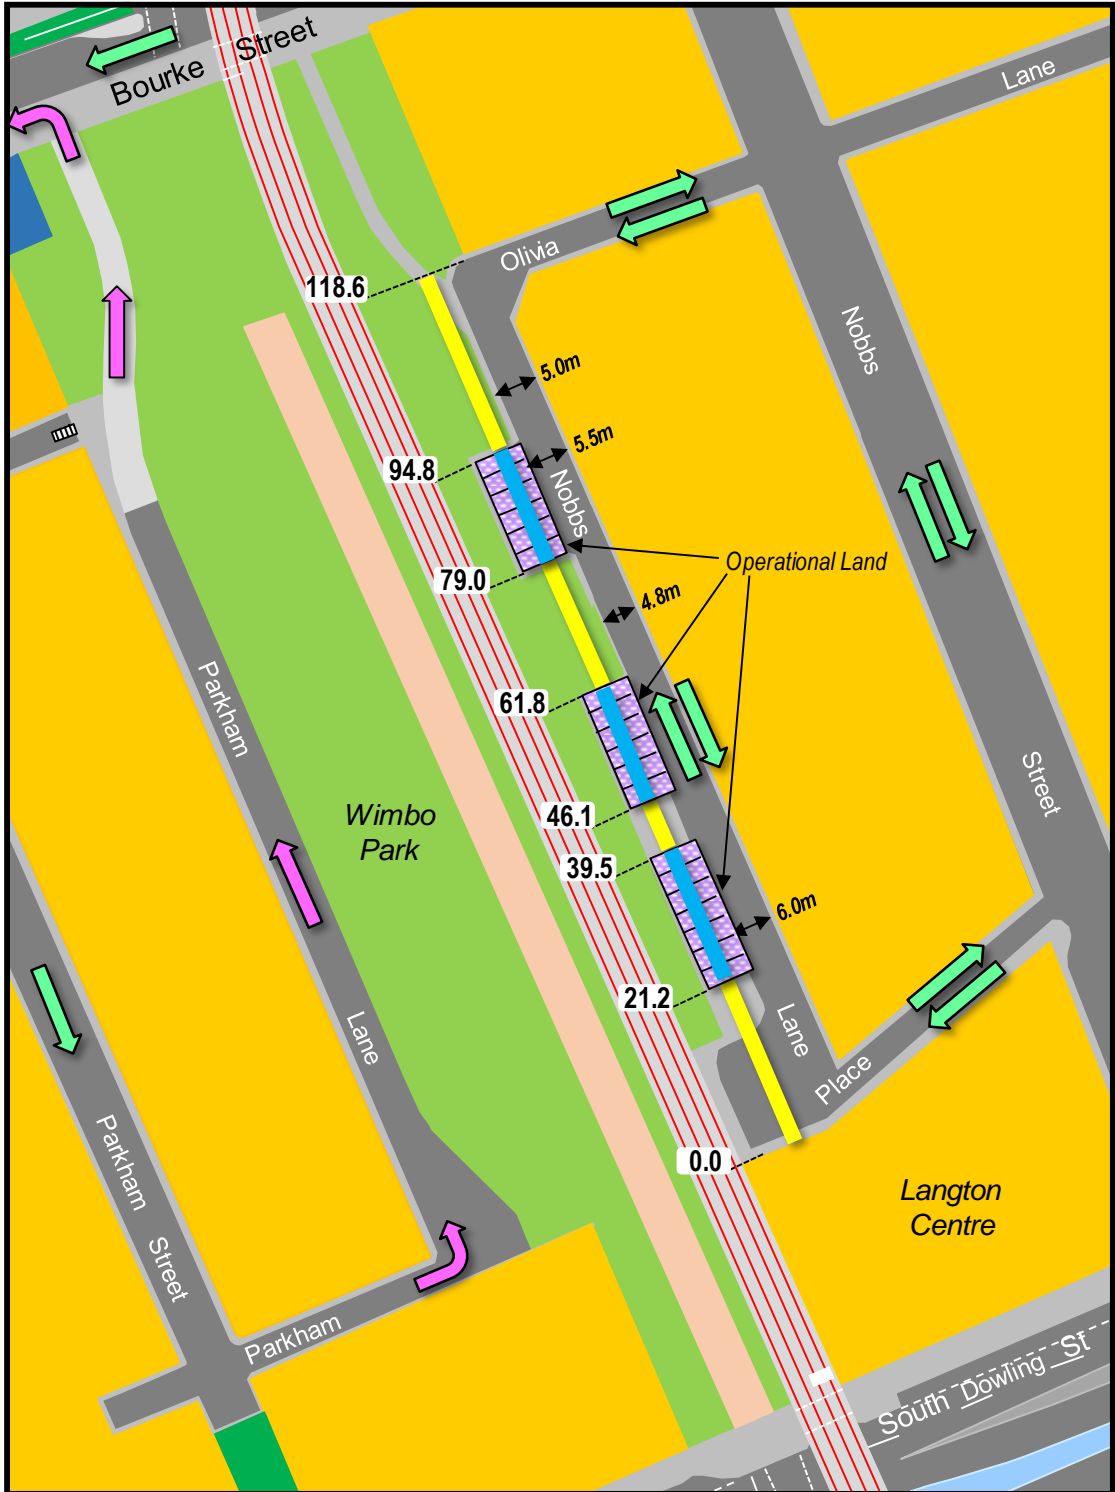 Bourke Street
Lane
Olivia
118.6
Nobbs
5.0m
5.5m
94.8
Nobbs
Operational Land
79.0
4.8m
Parkham
61.8
Street
Wimbo
Park
46.1
39.5
6.0m
21.2
Lane
Lane
Place
Parkham
0.0
Langton
Centre
Street
Parkham
South Dowling St